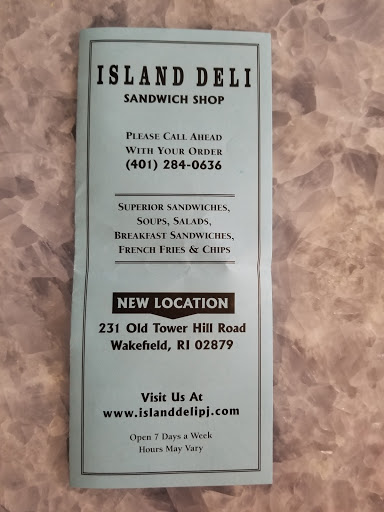 ISLAND DELI
SANDWICH SHOP
PLEASE CALL AHEAD
WITH YOUR ORDER
(401) 284-0636
SUPERIOR SANDWICHES,
SOUPS, SALADS,
BREAKFAST SANDWICHES,
FRENCH FRIES & CHIPS
NEW LOCATION
231 Old Tower Hill Road
Wakefield, RI 02879
Visit Us At
www.islanddelipj.com
Open 7 Days a Week
Hours May Vary